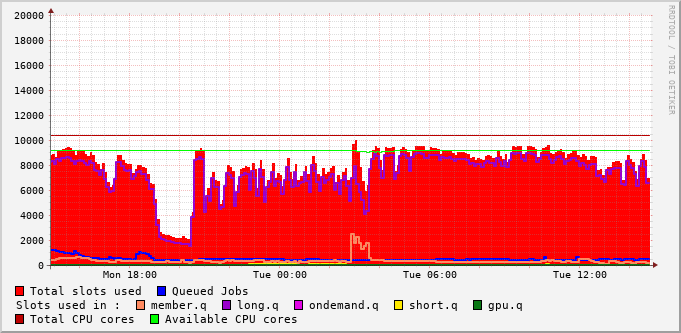 20000
18000
16000
14000
12000
10000
8000
6000
4000
2000
0
Mon 18:00 Tue 00:00 Tue 06:00 Tue 12:00
RRDTOOL / TOBI OETIKER
Total slots used Queued Jobs
Slots used in : member.q long.q ondemand.q short.q gpu.q
Total CPU cores Available CPU cores